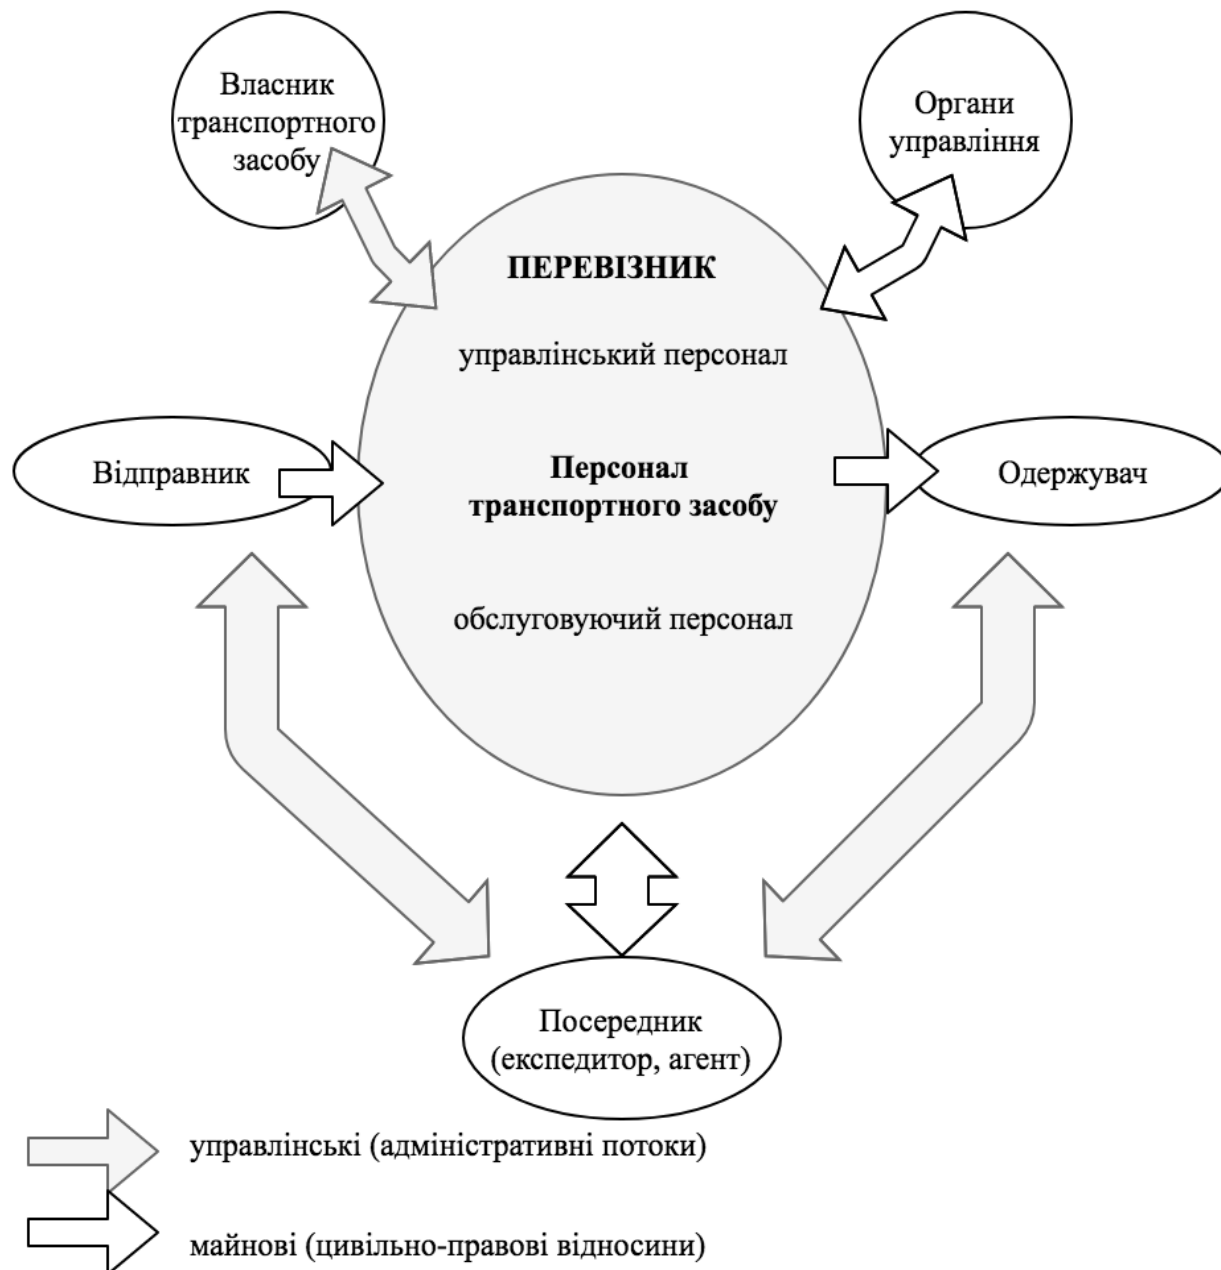 Власник
транспортного
засобу
Органи
управління
ПЕРЕВІЗНИК
управлінський персонал
Відправник
Персонал
транспортного засобу
Одержувач
обслуговуючий персонал
Посередник
(експедитор, агент)
управлінські (адміністративні потоки)
майнові (цивільно-правові відносини)